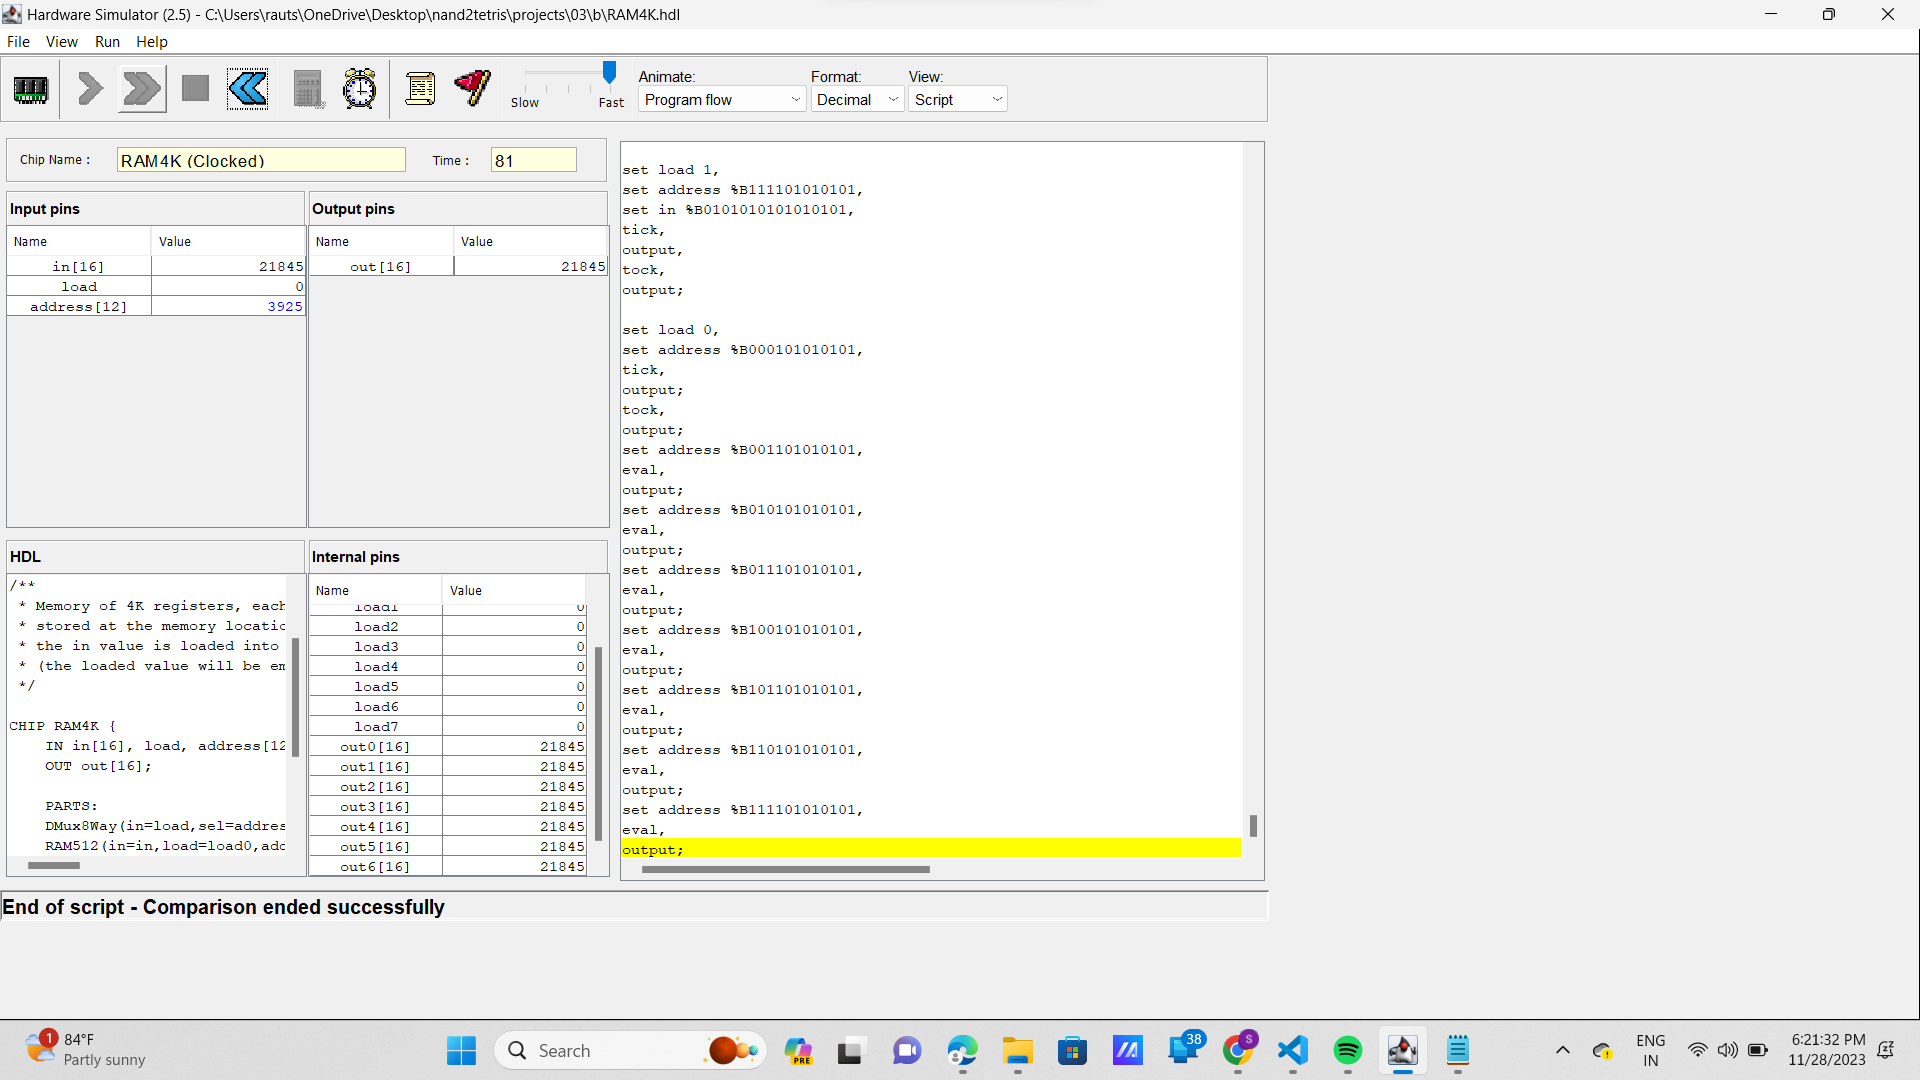 Hardware Simulator (2.5) - C:\Users\rauts\OneDrive\Desktop\nand2tetris\projects\03\b\RAM4K.hdl
File View Run Help
Slow Fast
Animate: Format: View:
Program flow Decimal Script
Chip Name : RAM4K (Clocked) Time : 81
Input pins
Name Value
in[16] 21845
load 0
address[12] 3925
Output pins
Name Value
out[16] 21845
HDL
/**
* Memory of 4K registers, each
* stored at the memory locatio
* the in value is loaded into
* (the loaded value will be em
*/
CHIP RAM4K {
IN in[16], load, address[12
OUT out[16];
PARTS:
DMux8Way(in=load,sel=addres
RAM512(in=in,load=load0,add
Internal pins
Name Value
load1 0
load2 0
load3 0
load4 0
load5 0
load6 0
load7 0
out0[16] 21845
out1[16] 21845
out2[16] 21845
out3[16] 21845
out4[16] 21845
out5[16] 21845
out6[16] 21845
set load 1,
set address %B111101010101,
set in %B0101010101010101,
tick,
output,
tock,
output;
set load 0,
set address %B000101010101,
tick,
output;
tock,
output;
set address %B001101010101,
eval,
output;
set address %B010101010101,
eval,
output;
set address %B011101010101,
eval,
output;
set address %B100101010101,
eval,
output;
set address %B101101010101,
eval,
output;
set address %B110101010101,
eval,
output;
set address %B111101010101,
eval,
output;
End of script - Comparison ended successfully
1
84°F
Partly sunny
Search
PRE
38
S
ENG
IN
6:21:32 PM
11/28/2023